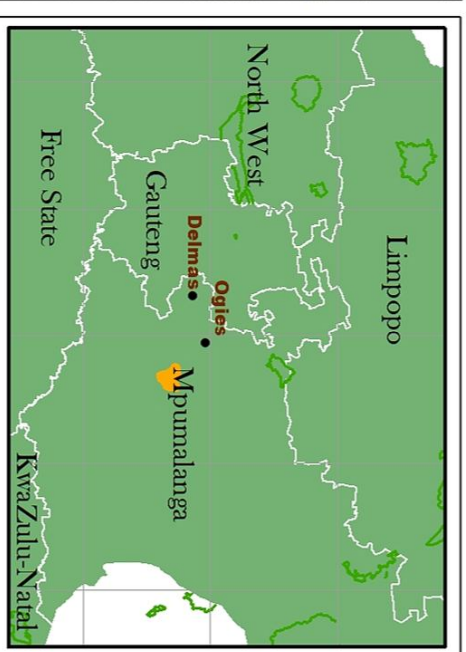 Limpopo
North West
Gauteng
Ogies
Delmas
Mpumalanga
Free State
KwaZulu-Natal